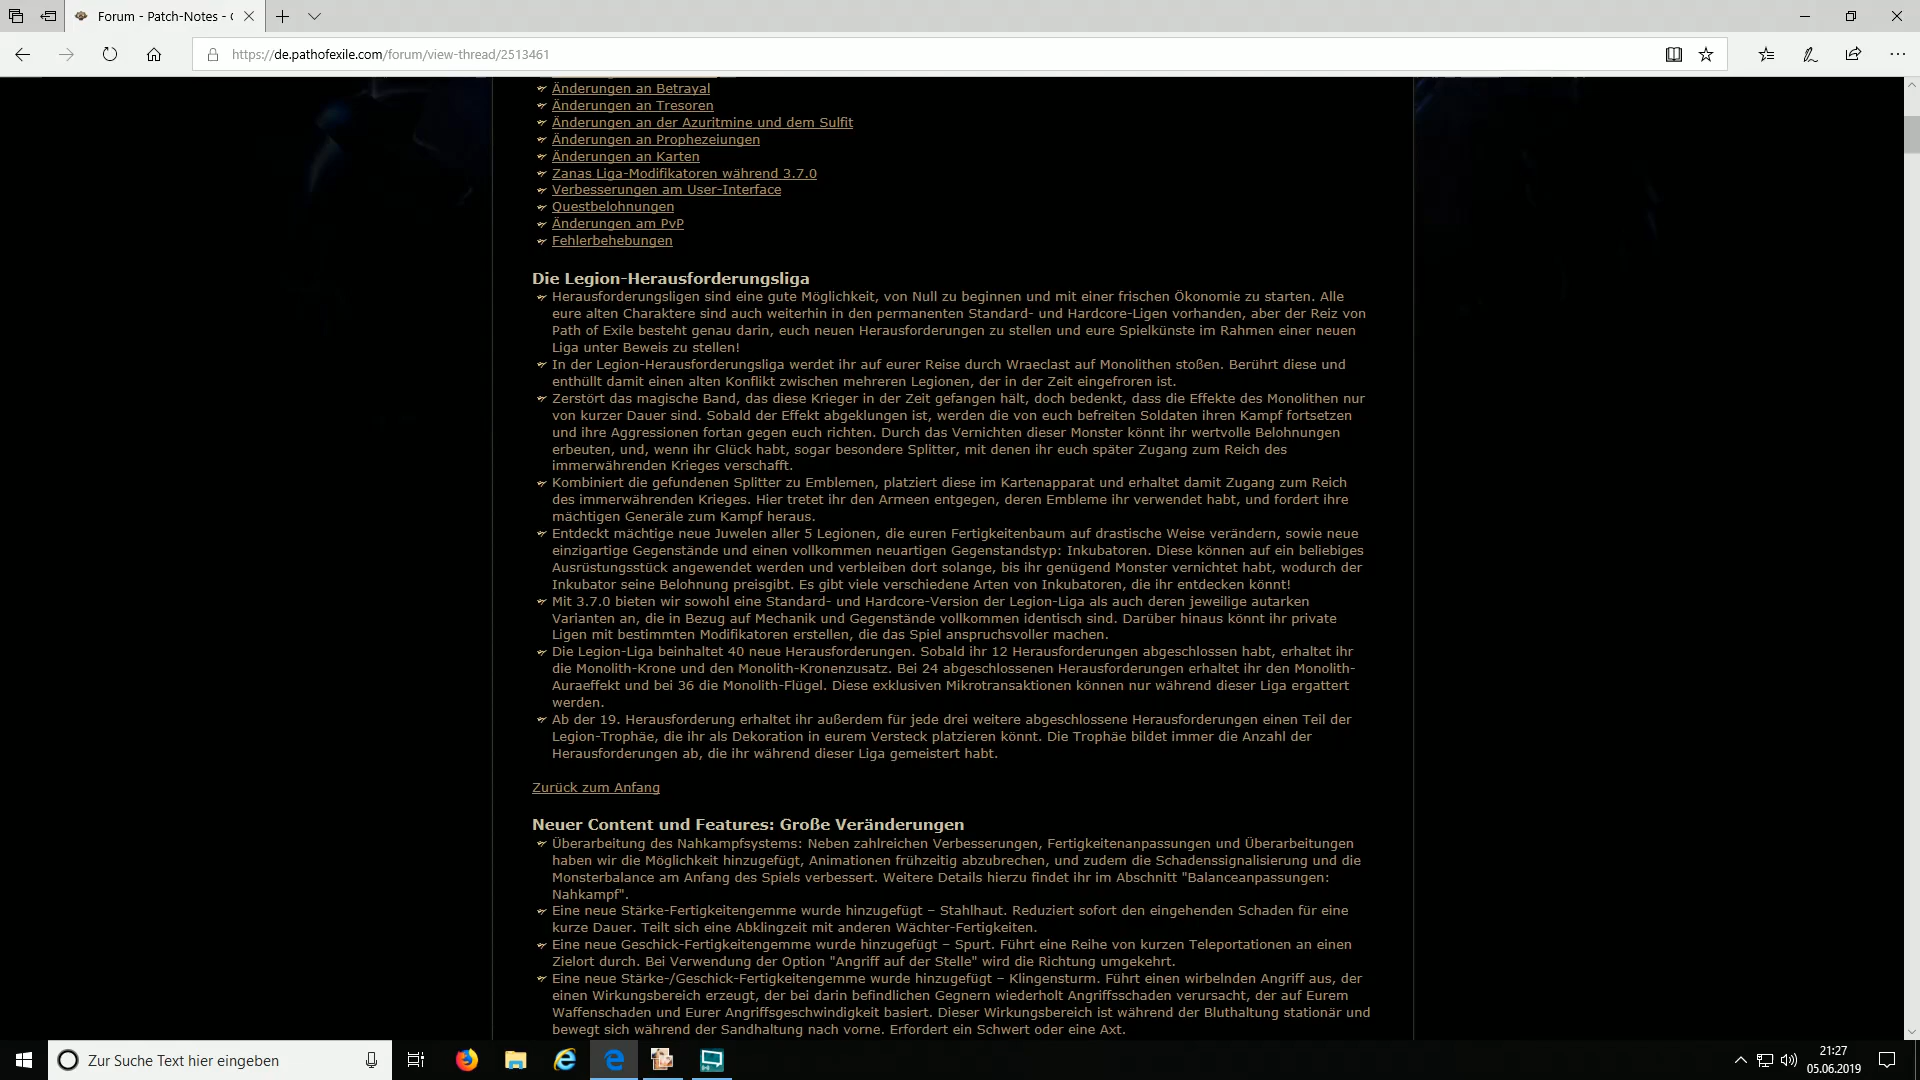 Forum - Patch-Notes - (
https://de.pathofexile.com/forum/view-thread/2513461
Änderungen an Betrayal
Änderungen an Tresoren
Änderungen an der Azuritmine und dem Sulfit
Änderungen an Prophezeiungen
Änderungen an Karten
Zanas Liga-Modifikatoren während 3.7.0
Verbesserungen am User-Interface
Questbelohnungen
Änderungen am PvP
Fehlerbehebungen
Die Legion-Herausforderungsliga
Herausforderungsligen sind eine gute Möglichkeit, von Null zu beginnen und mit einer frischen Ökonomie zu starten. Alle
eure alten Charaktere sind auch weiterhin in den permanenten Standard- und Hardcore-Ligen vorhanden, aber der Reiz von
Path of Exile besteht genau darin, euch neuen Herausforderungen zu stellen und eure Spielkünste im Rahmen einer neuen
Liga unter Beweis zu stellen!
In der Legion-Herausforderungsliga werdet ihr auf eurer Reise durch Wraeclast auf Monolithen stoßen. Berührt diese und
enthüllt damit einen alten Konflikt zwischen mehreren Legionen, der in der Zeit eingefroren ist.
Zerstört das magische Band, das diese Krieger in der Zeit gefangen hält, doch bedenkt, dass die Effekte des Monolithen nur
von kurzer Dauer sind. Sobald der Effekt abgeklungen ist, werden die von euch befreiten Soldaten ihren Kampf fortsetzen
und ihre Aggressionen fortan gegen euch richten. Durch das Vernichten dieser Monster könnt ihr wertvolle Belohnungen
erbeuten, und, wenn ihr Glück habt, sogar besondere Splitter, mit denen ihr euch später Zugang zum Reich des
immerwährenden Krieges verschafft.
Kombiniert die gefundenen Splitter zu Emblemen, platziert diese im Kartenapparat und erhaltet damit Zugang zum Reich
des immerwährenden Krieges. Hier tretet ihr den Armeen entgegen, deren Embleme ihr verwendet habt, und fordert ihre
mächtigen Generäle zum Kampf heraus.
Entdeckt mächtige neue Juwelen aller 5 Legionen, die euren Fertigkeitenbaum auf drastische Weise verändern, sowie neue
einzigartige Gegenstände und einen vollkommen neuartigen Gegenstandstyp: Inkubatoren. Diese können auf ein beliebiges
Ausrüstungsstück angewendet werden und verbleiben dort solange, bis ihr genügend Monster vernichtet habt, wodurch der
Inkubator seine Belohnung preisgibt. Es gibt viele verschiedene Arten von Inkubatoren, die ihr entdecken könnt!
Mit 3.7.0 bieten wir sowohl eine Standard- und Hardcore-Version der Legion-Liga als auch deren jeweilige autarken
Varianten an, die in Bezug auf Mechanik und Gegenstände vollkommen identisch sind. Darüber hinaus könnt ihr private
Ligen mit bestimmten Modifikatoren erstellen, die das Spiel anspruchsvoller machen.
Die Legion-Liga beinhaltet 40 neue Herausforderungen. Sobald ihr 12 Herausforderungen abgeschlossen habt, erhaltet ihr
die Monolith-Krone und den Monolith-Kronenzusatz. Bei 24 abgeschlossenen Herausforderungen erhaltet ihr den Monolith-
Auraeffekt und bei 36 die Monolith-Flügel. Diese exklusiven Mikrotransaktionen können nur während dieser Liga ergattert
werden.
Ab der 19. Herausforderung erhaltet ihr außerdem für jede drei weitere abgeschlossene Herausforderungen einen Teil der
Legion-Trophäe, die ihr als Dekoration in eurem Versteck platzieren könnt. Die Trophäe bildet immer die Anzahl der
Herausforderungen ab, die ihr während dieser Liga gemeistert habt.
Zurück zum Anfang
Neuer Content und Features: Große Veränderungen
Überarbeitung des Nahkampfsystems: Neben zahlreichen Verbesserungen, Fertigkeitenanpassungen und Überarbeitungen
haben wir die Möglichkeit hinzugefügt, Animationen frühzeitig abzubrechen, und zudem die Schadenssignalisierung und die
Monsterbalance am Anfang des Spiels verbessert. Weitere Details hierzu findet ihr im Abschnitt "Balanceanpassungen:
Nahkampf".
Eine neue Stärke-Fertigkeitengemme wurde hinzugefügt – Stahlhaut. Reduziert sofort den eingehenden Schaden für eine
kurze Dauer. Teilt sich eine Abklingzeit mit anderen Wächter-Fertigkeiten.
Eine neue Geschick-Fertigkeitengemme wurde hinzugefügt – Spurt. Führt eine Reihe von kurzen Teleportationen an einen
Zielort durch. Bei Verwendung der Option "Angriff auf der Stelle" wird die Richtung umgekehrt.
Eine neue Stärke-/Geschick-Fertigkeitengemme wurde hinzugefügt – Klingensturm. Führt einen wirbelnden Angriff aus, der
einen Wirkungsbereich erzeugt, der bei darin befindlichen Gegnern wiederholt Angriffsschaden verursacht, der auf Eurem
Waffenschaden und Eurer Angriffsgeschwindigkeit basiert. Dieser Wirkungsbereich ist während der Bluthaltung stationär und
bewegt sich während der Sandhaltung nach vorne. Erfordert ein Schwert oder eine Axt.
Zur Suche Text hier eingeben
21:27
05.06.2019